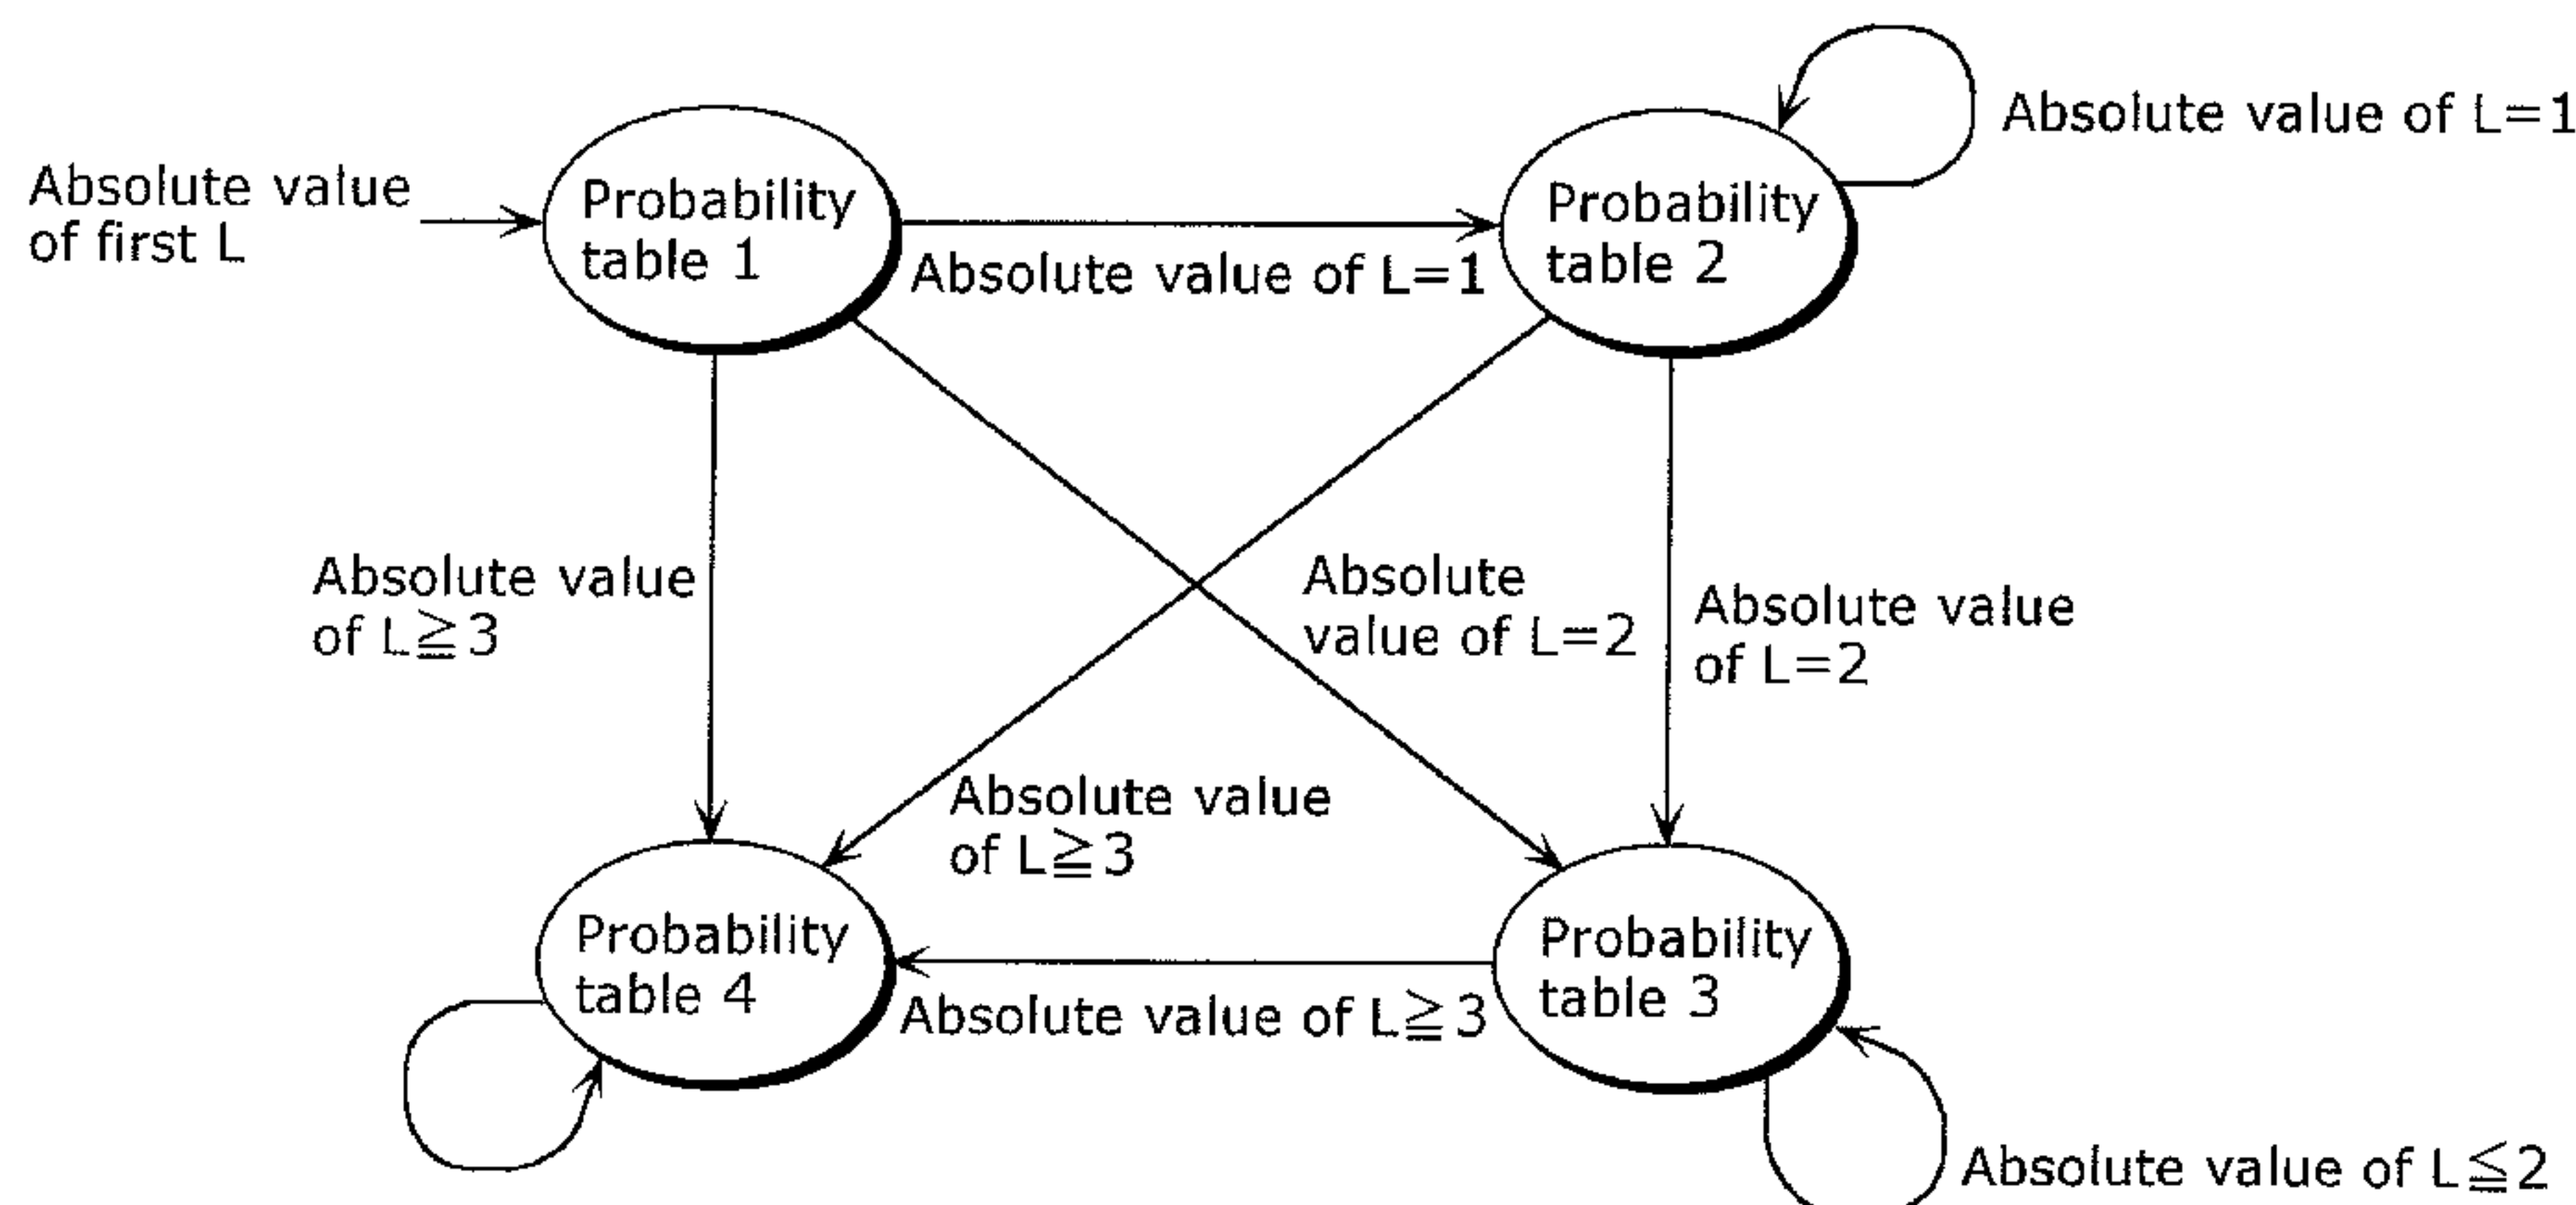 Absolute value of L=1
Absolute value
of first L
Probability
table 1
Absolute value of L=1
Probability
table 2
Absolute value
of L≧3
Absolute
value of L=2
Absolute value
of L=2
Absolute value
of L≧3
Probability
table 4
Absolute value of L≧3
Probability
table 3
Absolute value of L≦2